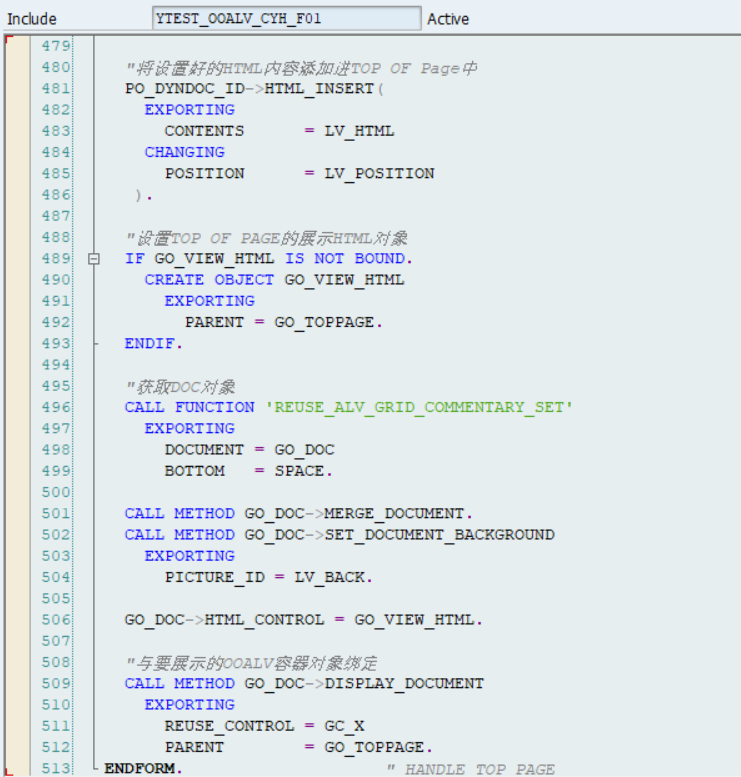 Include YTEST_OOALV_CYH_F01 Active
479
480 "将设置好的HTML内容添加进TOP OF Page中
481 PO_DYNDOC_ID->HTML_INSERT(
482 EXPORTING
483 CONTENTS = LV_HTML
484 CHANGING
485 POSITION = LV_POSITION
486 ).
487
488 "设置TOP OF PAGE的展示HTML对象
489 IF GO_VIEW_HTML IS NOT BOUND.
490 CREATE OBJECT GO_VIEW_HTML
491 EXPORTING
492 PARENT = GO_TOPPAGE.
493 ENDIF.
494
495 "获取DOC对象
496 CALL FUNCTION 'REUSE_ALV_GRID_COMMENTARY_SET'
497 EXPORTING
498 DOCUMENT = GO_DOC
499 BOTTOM = SPACE.
500
501 CALL METHOD GO_DOC->MERGE_DOCUMENT.
502 CALL METHOD GO_DOC->SET_DOCUMENT_BACKGROUND
503 EXPORTING
504 PICTURE_ID = LV_BACK.
505
506 GO_DOC->HTML_CONTROL = GO_VIEW_HTML.
507
508 "与要展示的OOALV容器对象绑定
509 CALL METHOD GO_DOC->DISPLAY_DOCUMENT
510 EXPORTING
511 REUSE_CONTROL = GC_X
512 PARENT = GO_TOPPAGE.
513 ENDFORM. " HANDLE TOP PAGE